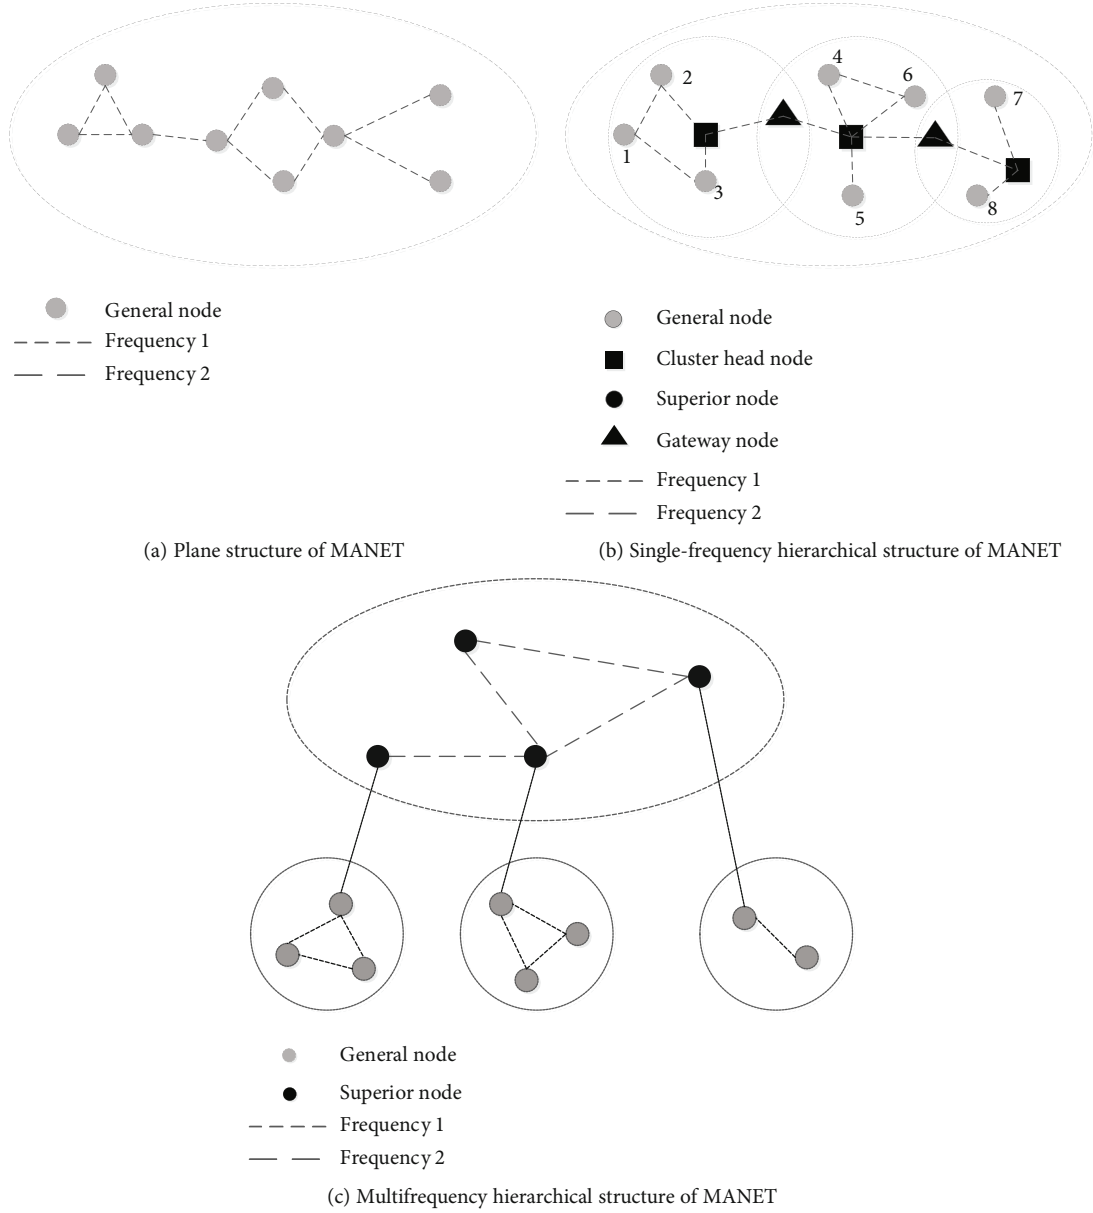 2
4
6
7
1
3
5
8
General node
Frequency 1
Frequency 2
General node
Cluster head node
Superior node
Gateway node
Frequency 1
Frequency 2
(a) Plane structure of MANET
(b) Single-frequency hierarchical structure of MANET
General node
Superior node
Frequency 1
Frequency 2
(c) Multifrequency hierarchical structure of MANET